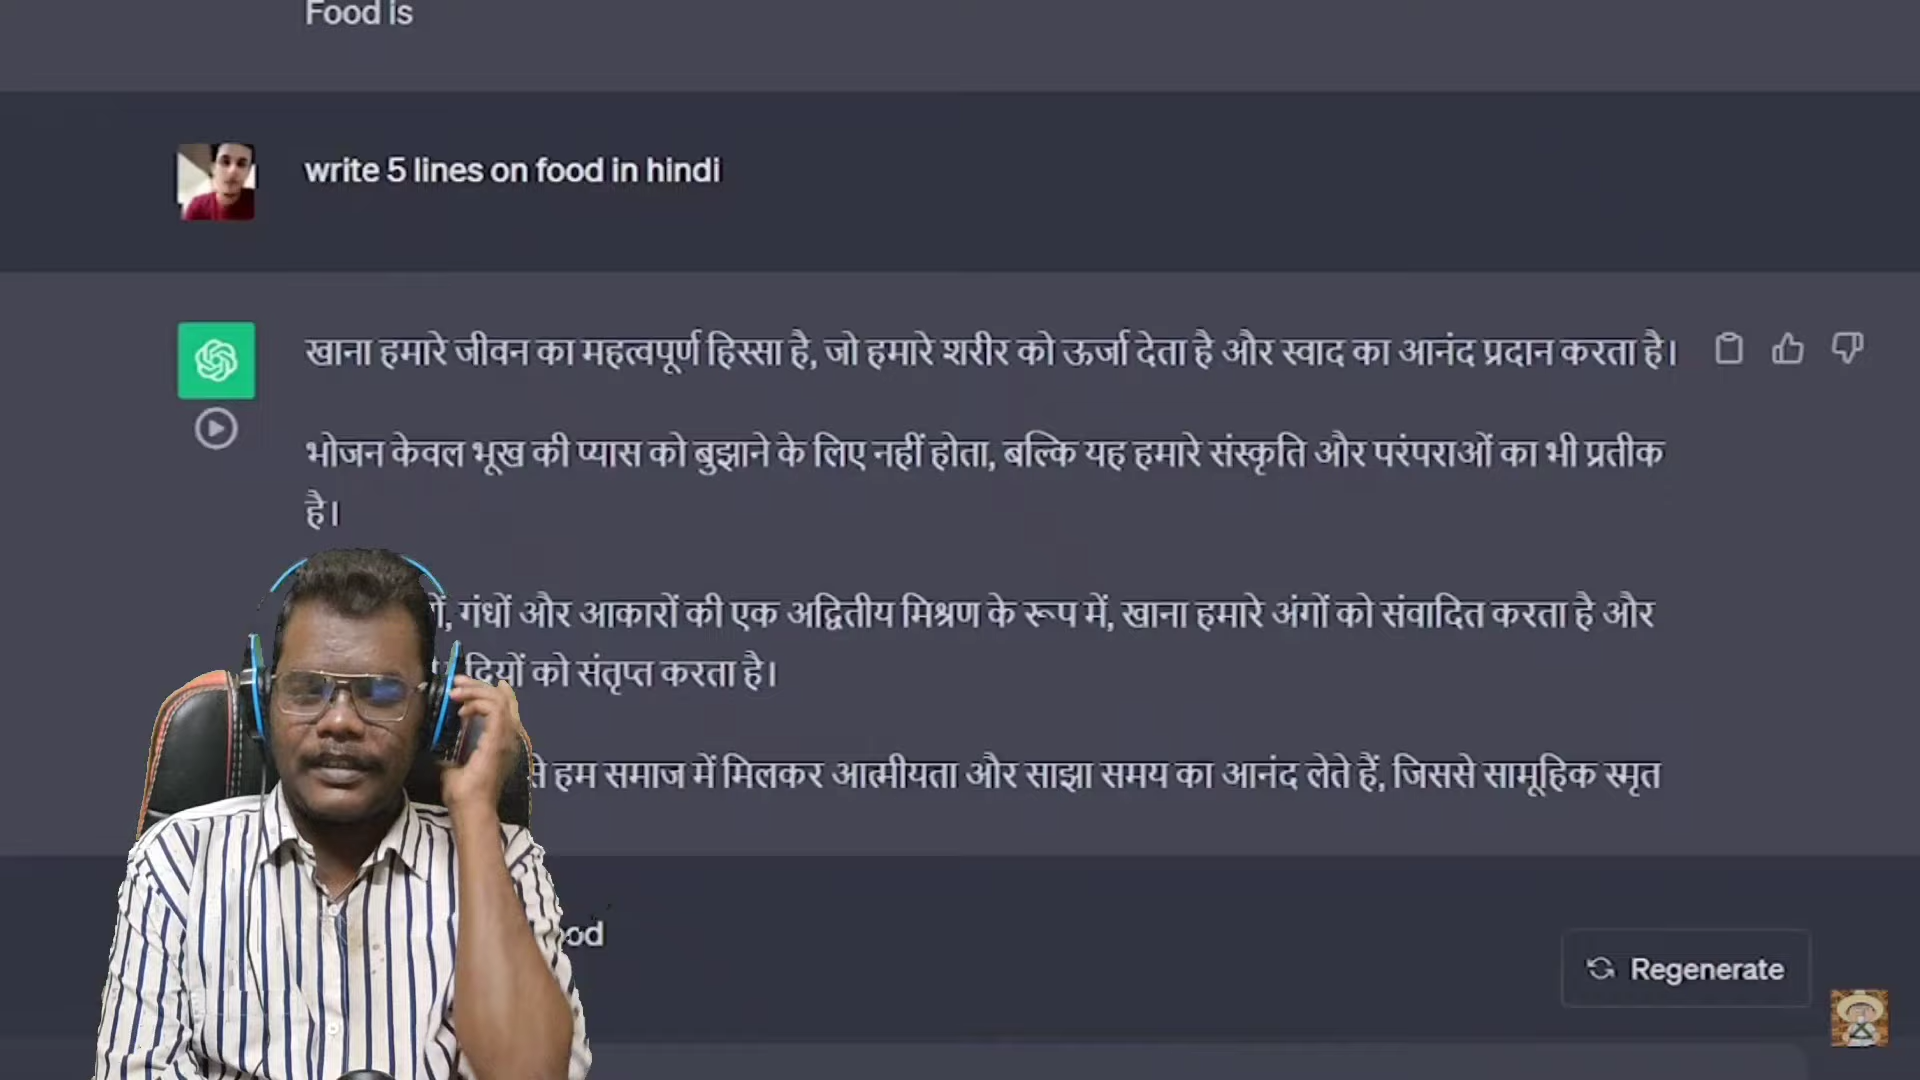 Food is
write 5 lines on food in hindi
खाना हमारे जीवन का महत्वपूर्ण हिस्सा है, जो हमारे शरीर को ऊर्जा देता है और स्वाद का आनंद प्रदान करता है।
भोजन केवल भूख की प्यास को बुझाने के लिए नहीं होता, बल्कि यह हमारे संस्कृति और परंपराओं का भी प्रतीक
है।
गंधों और आकारों की एक अद्वितीय मिश्रण के रूप में, खाना हमारे अंगों को संवादित करता है और
को संतृप्त करता है।
हम समाज में मिलकर आत्मीयता और साझा समय का आनंद लेते हैं, जिससे सामूहिक स्मृत
Regenerate